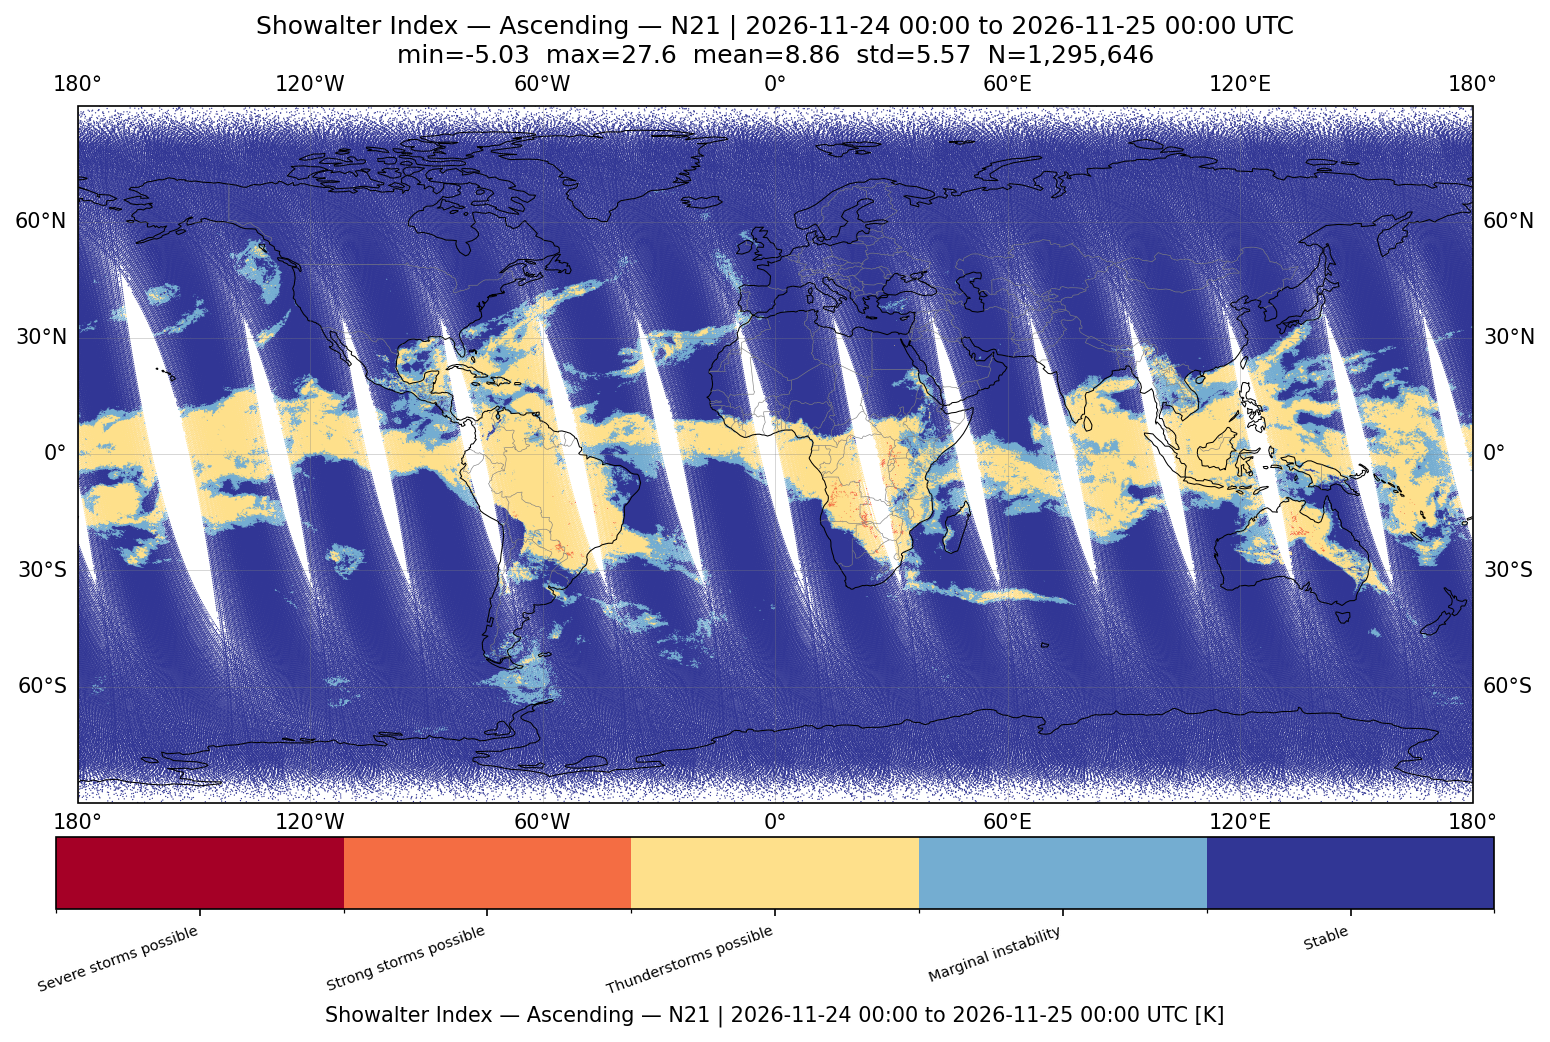 Showalter Index — Ascending — N21 | 2026-11-24 00:00 to 2026-11-25 00:00 UTC
min=-5.03  max=27.6  mean=8.86  std=5.57  N=1,295,646
180° 120°W 60°W 0° 60°E 120°E 180°
60°N 60°N
30°N 30°N
0° 0°
30°S 30°S
60°S 60°S
180° 120°W 60°W 0° 60°E 120°E 180°
Severe storms possible
Strong storms possible
Thunderstorms possible
Marginal instability
Stable
Showalter Index — Ascending — N21 | 2026-11-24 00:00 to 2026-11-25 00:00 UTC [K]